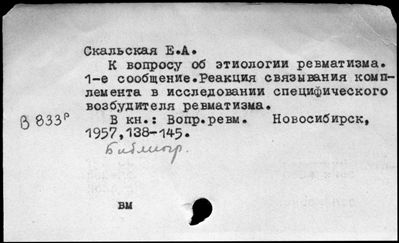 Скальская Е.А.
К вопросу об этиологии ревматизма.
1-е сообщение.Реакция связывания комп-
лемента в исследовании специфического
возбудителя ревматизма.
В 833р
В кн.: Вопр.ревм. Новосибирск,
1957,138-145.
Библиогр.
вм